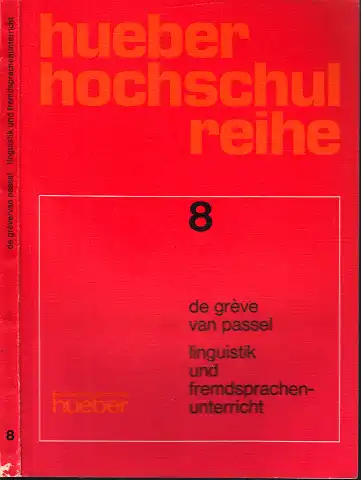 hueber
hochschul
reihe
8
de grève
van passel
linguistik
und
fremdsprachen-
unterricht
hueber
de grève/van passel linguistik und fremdsprachenunterricht
8